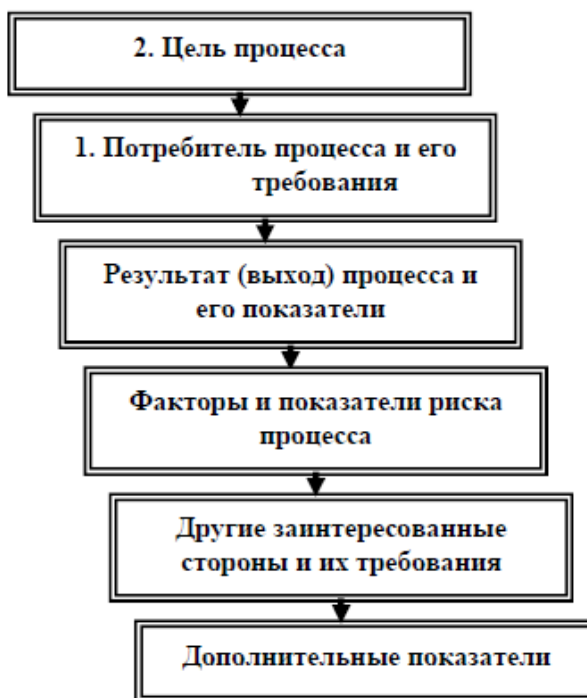 2. Цель процесса
1. Потребитель процесса и его
требования
Результат (выход) процесса и
его показатели
Факторы и показатели риска
процесса
Другие заинтересованные
стороны и их требования
Дополнительные показатели